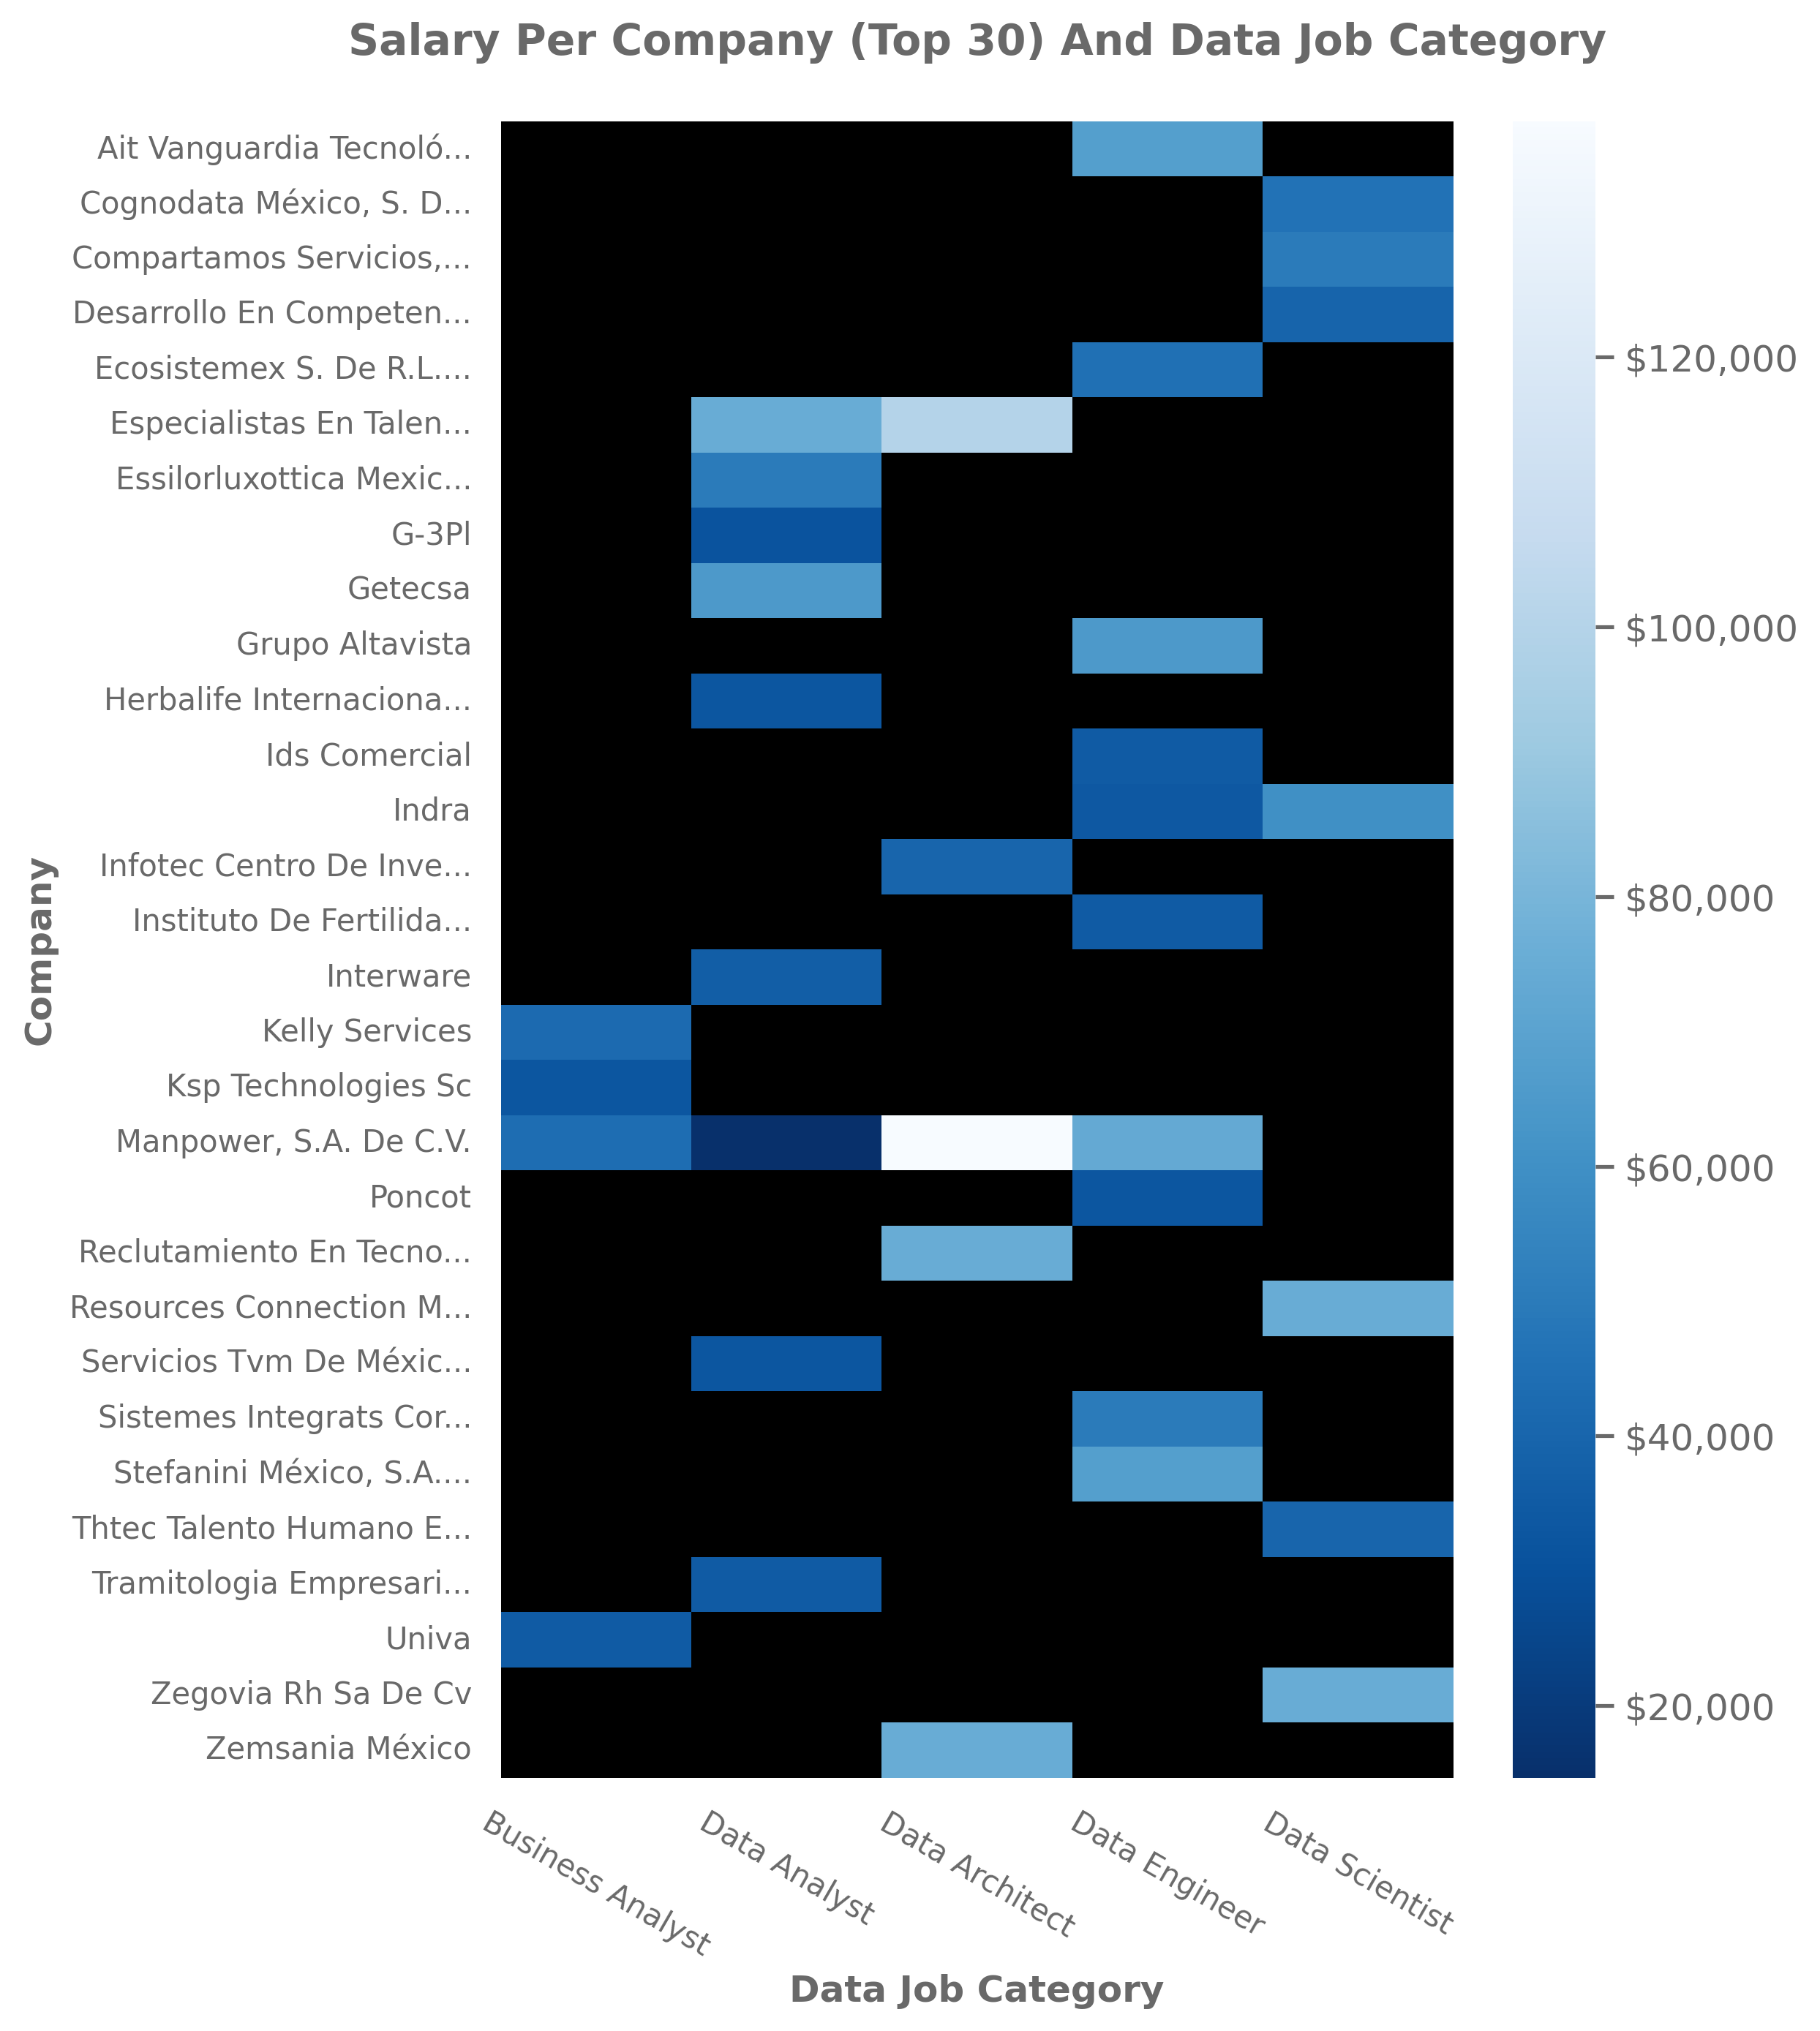 Salary Per Company (Top 30) And Data Job Category
Company
Ait Vanguardia Tecnoló...
Cognodata México, S. D...
Compartamos Servicios,...
Desarrollo En Competen...
Ecosistemex S. De R.L....
Especialistas En Talen...
Essilorluxottica Mexic...
G-3Pl
Getecsa
Grupo Altavista
Herbalife Internaciona...
Ids Comercial
Indra
Infotec Centro De Inve...
Instituto De Fertilida...
Interware
Kelly Services
Ksp Technologies Sc
Manpower, S.A. De C.V.
Poncot
Reclutamiento En Tecno...
Resources Connection M...
Servicios Tvm De Méxic...
Sistemes Integrats Cor...
Stefanini México, S.A....
Thtec Talento Humano E...
Tramitologia Empresari...
Univa
Zegovia Rh Sa De Cv
Zemsania México
Business Analyst
Data Analyst
Data Architect
Data Engineer
Data Scientist
Data Job Category
$120,000
$100,000
$80,000
$60,000
$40,000
$20,000